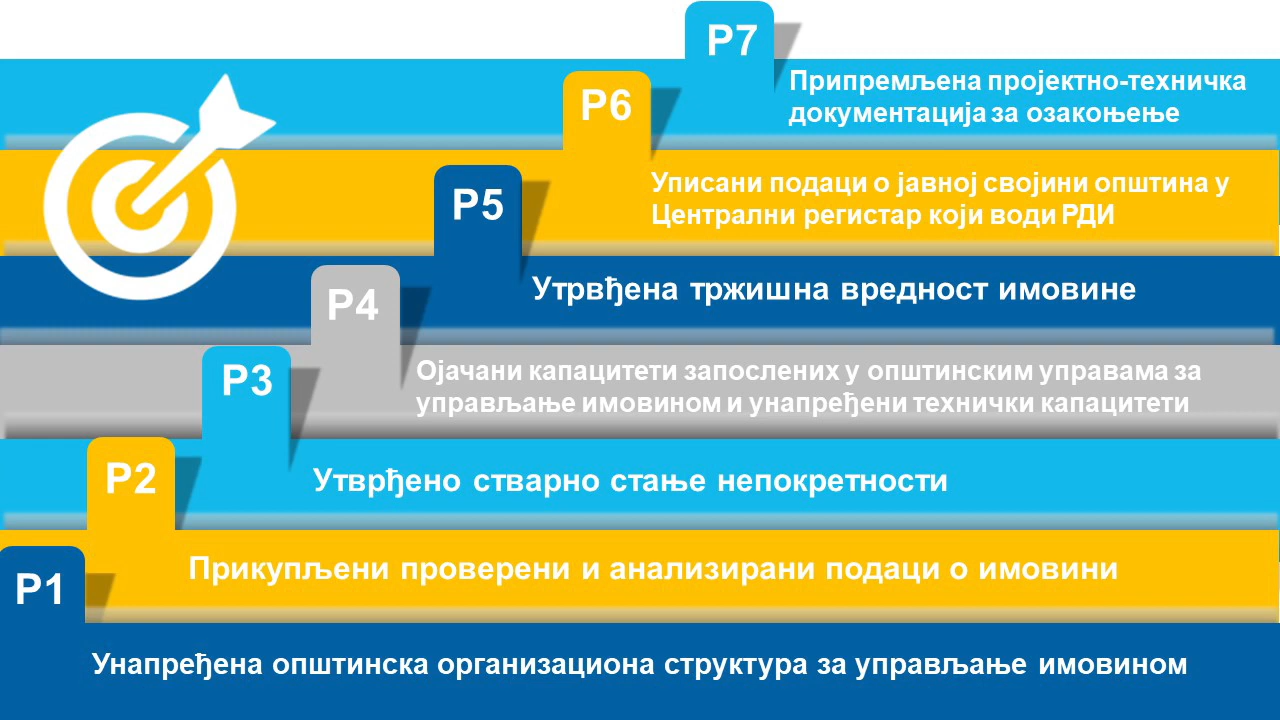 P7
Припремљена пројектно-техничка
документација за озакоњење
P6
Уписани подаци о јавној својини општина у
Централни регистар који води РДИ
P5
Утрвђена тржишна вредност имовине
P4
Ојачани капацитети запослених у општинским управама за
управљање имовином и унапређени технички капацитети
P3
Утврђено стварно стање непокретности
P2
Прикупљени проверени и анализирани подаци о имовини
P1
Унапређена општинска организациона структура за управљање имовином